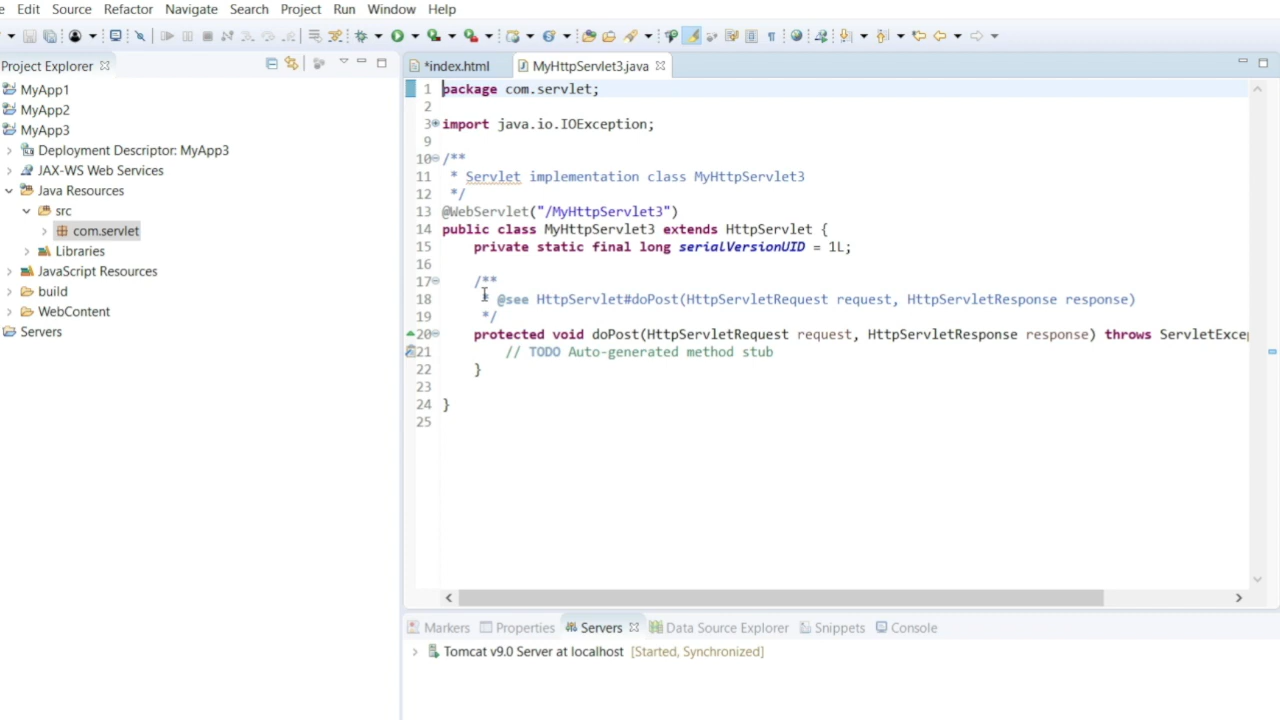 e Edit Source Refactor Navigate Search Project Run Window Help
Project Explorer
MyApp1
MyApp2
MyApp3
Deployment Descriptor: MyApp3
JAX-WS Web Services
Java Resources
src
com.servlet
Libraries
JavaScript Resources
build
WebContent
Servers
*index.html MyHttpServlet3.java
1 package com.servlet;
2
3 import java.io.IOException;
9
10 /**
11 * Servlet implementation class MyHttpServlet3
12 */
13 @WebServlet("/MyHttpServlet3")
14 public class MyHttpServlet3 extends HttpServlet {
15 private static final long serialVersionUID = 1L;
16
17 /**
18 * @see HttpServlet#doPost(HttpServletRequest request, HttpServletResponse response)
19 */
20 protected void doPost(HttpServletRequest request, HttpServletResponse response) throws ServletExce
21 // TODO Auto-generated method stub
22 }
23
24 }
25
Markers Properties Servers Data Source Explorer Snippets Console
Tomcat v9.0 Server at localhost [Started, Synchronized]